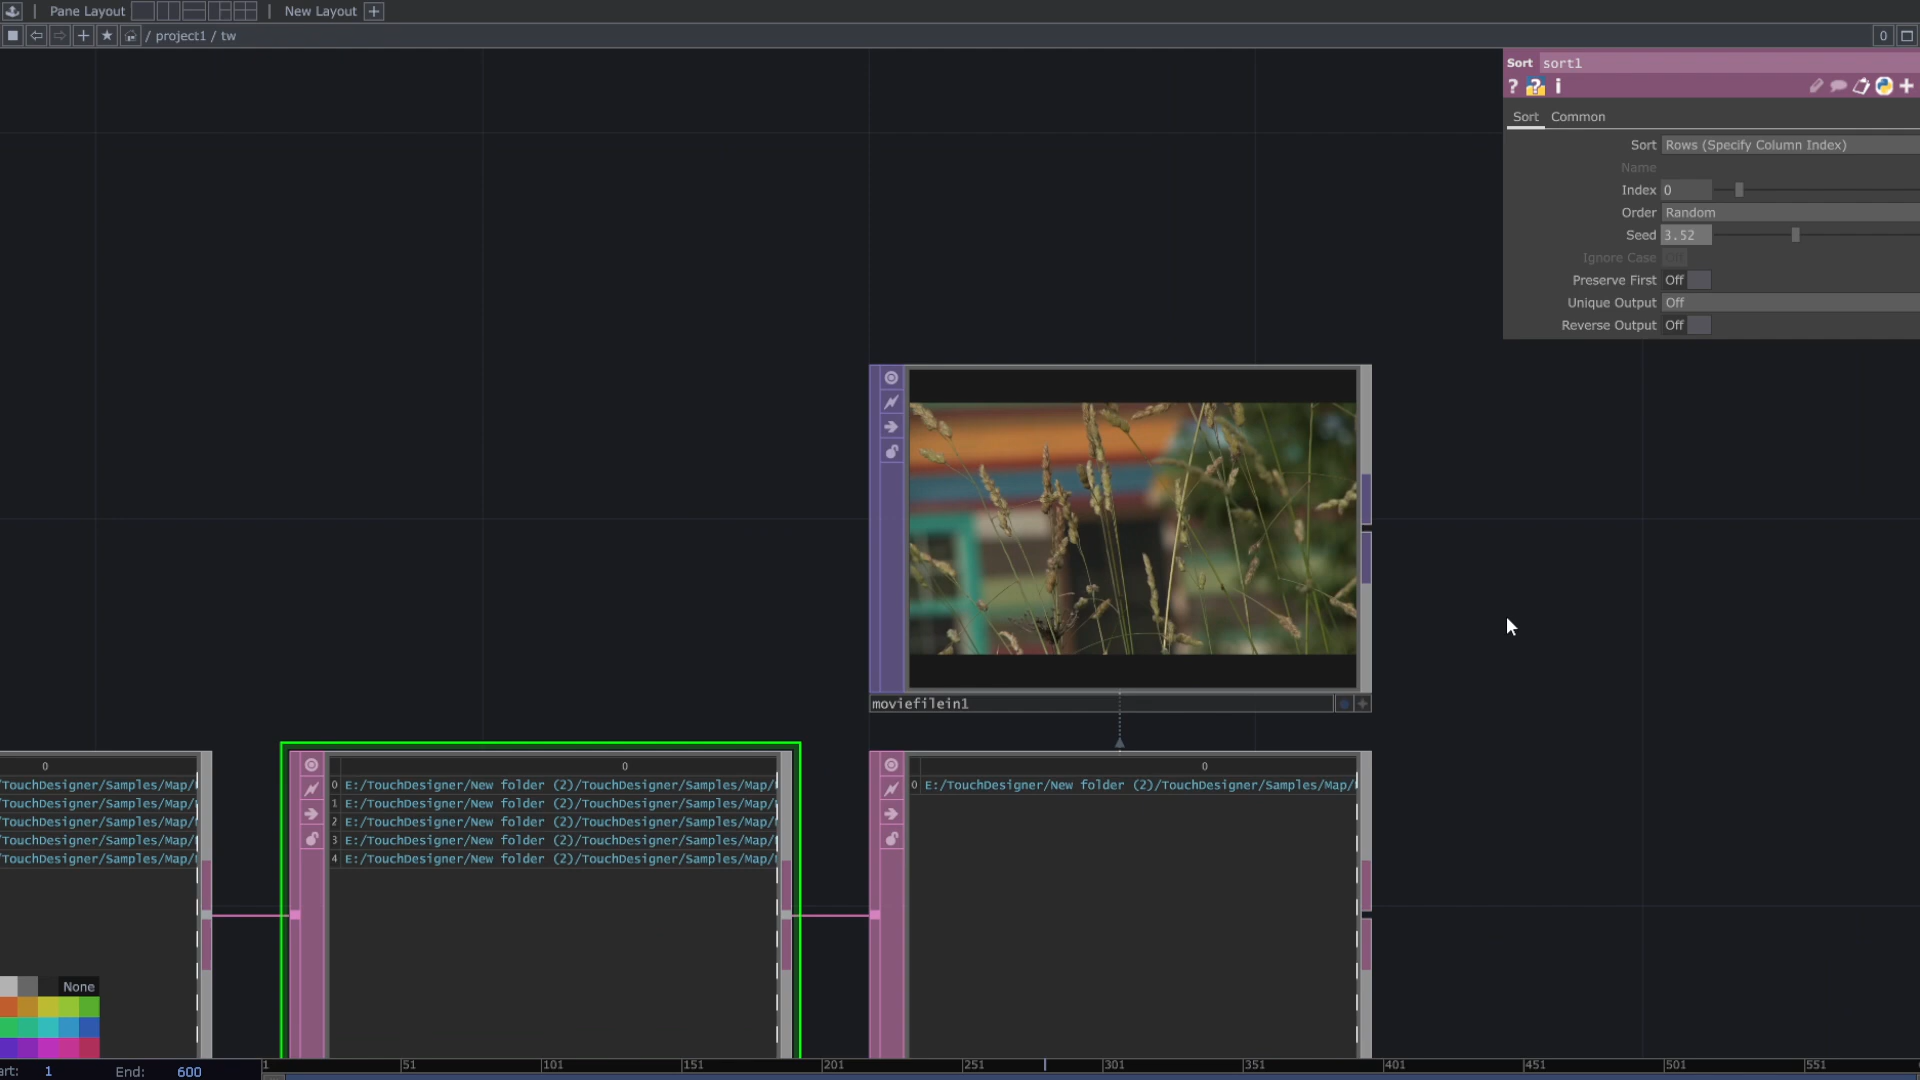 Pane Layout | New Layout +
/ project1 / tw
0
Sort sort1
? ? i
Sort Common
Sort Rows (Specify Column Index)
Name
Index 0
Order Random
Seed 3.52
Ignore Case Off
Preserve First Off
Unique Output Off
Reverse Output Off
moviefilein1
0
TouchDesigner/Samples/Map/
TouchDesigner/Samples/Map/
TouchDesigner/Samples/Map/
TouchDesigner/Samples/Map/
TouchDesigner/Samples/Map/
0
0 E:/TouchDesigner/New folder (2)/TouchDesigner/Samples/Map/
1 E:/TouchDesigner/New folder (2)/TouchDesigner/Samples/Map/
2 E:/TouchDesigner/New folder (2)/TouchDesigner/Samples/Map/
3 E:/TouchDesigner/New folder (2)/TouchDesigner/Samples/Map/
4 E:/TouchDesigner/New folder (2)/TouchDesigner/Samples/Map/
0
0 E:/TouchDesigner/New folder (2)/TouchDesigner/Samples/Map/
None
art: 1 End: 600
1 51 101 151 201 251 301 351 401 451 501 551